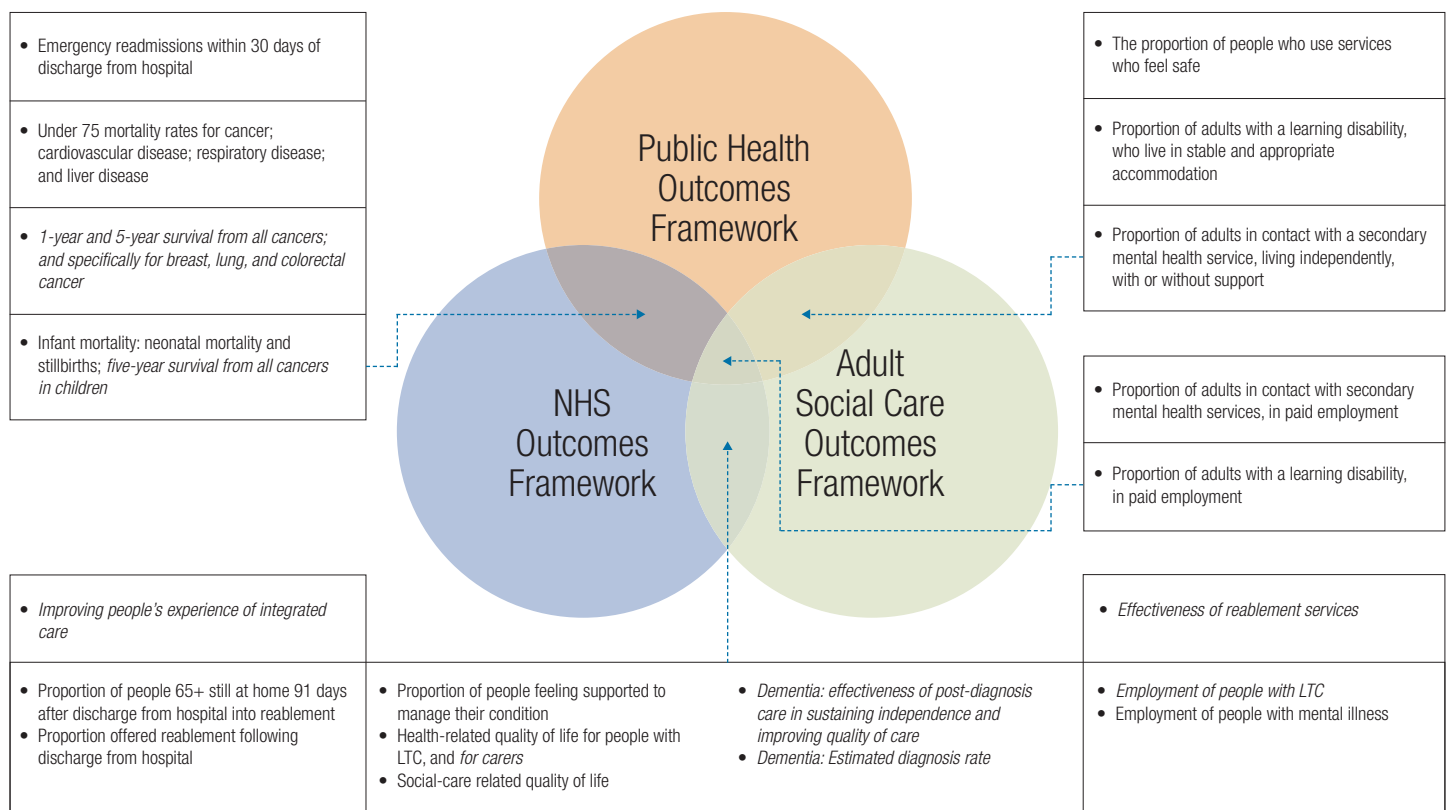 • Emergency readmissions within 30 days of
discharge from hospital
• Under 75 mortality rates for cancer;
cardiovascular disease; respiratory disease;
and liver disease
• 1-year and 5-year survival from all cancers;
and specifically for breast, lung, and colorectal
cancer
• Infant mortality: neonatal mortality and
stillbirths; five-year survival from all cancers
in children
Public Health
Outcomes
Framework
NHS
Outcomes
Framework
Adult
Social Care
Outcomes
Framework
• The proportion of people who use services
who feel safe
• Proportion of adults with a learning disability,
who live in stable and appropriate
accommodation
• Proportion of adults in contact with a secondary
mental health service, living independently,
with or without support
• Proportion of adults in contact with secondary
mental health services, in paid employment
• Proportion of adults with a learning disability,
in paid employment
• Improving people’s experience of integrated
care
• Effectiveness of reablement services
• Proportion of people 65+ still at home 91 days
after discharge from hospital into reablement
• Proportion offered reablement following
discharge from hospital
• Proportion of people feeling supported to
manage their condition
• Health-related quality of life for people with
LTC, and for carers
• Social-care related quality of life
• Dementia: effectiveness of post-diagnosis
care in sustaining independence and
improving quality of care
• Dementia: Estimated diagnosis rate
• Employment of people with LTC
• Employment of people with mental illness